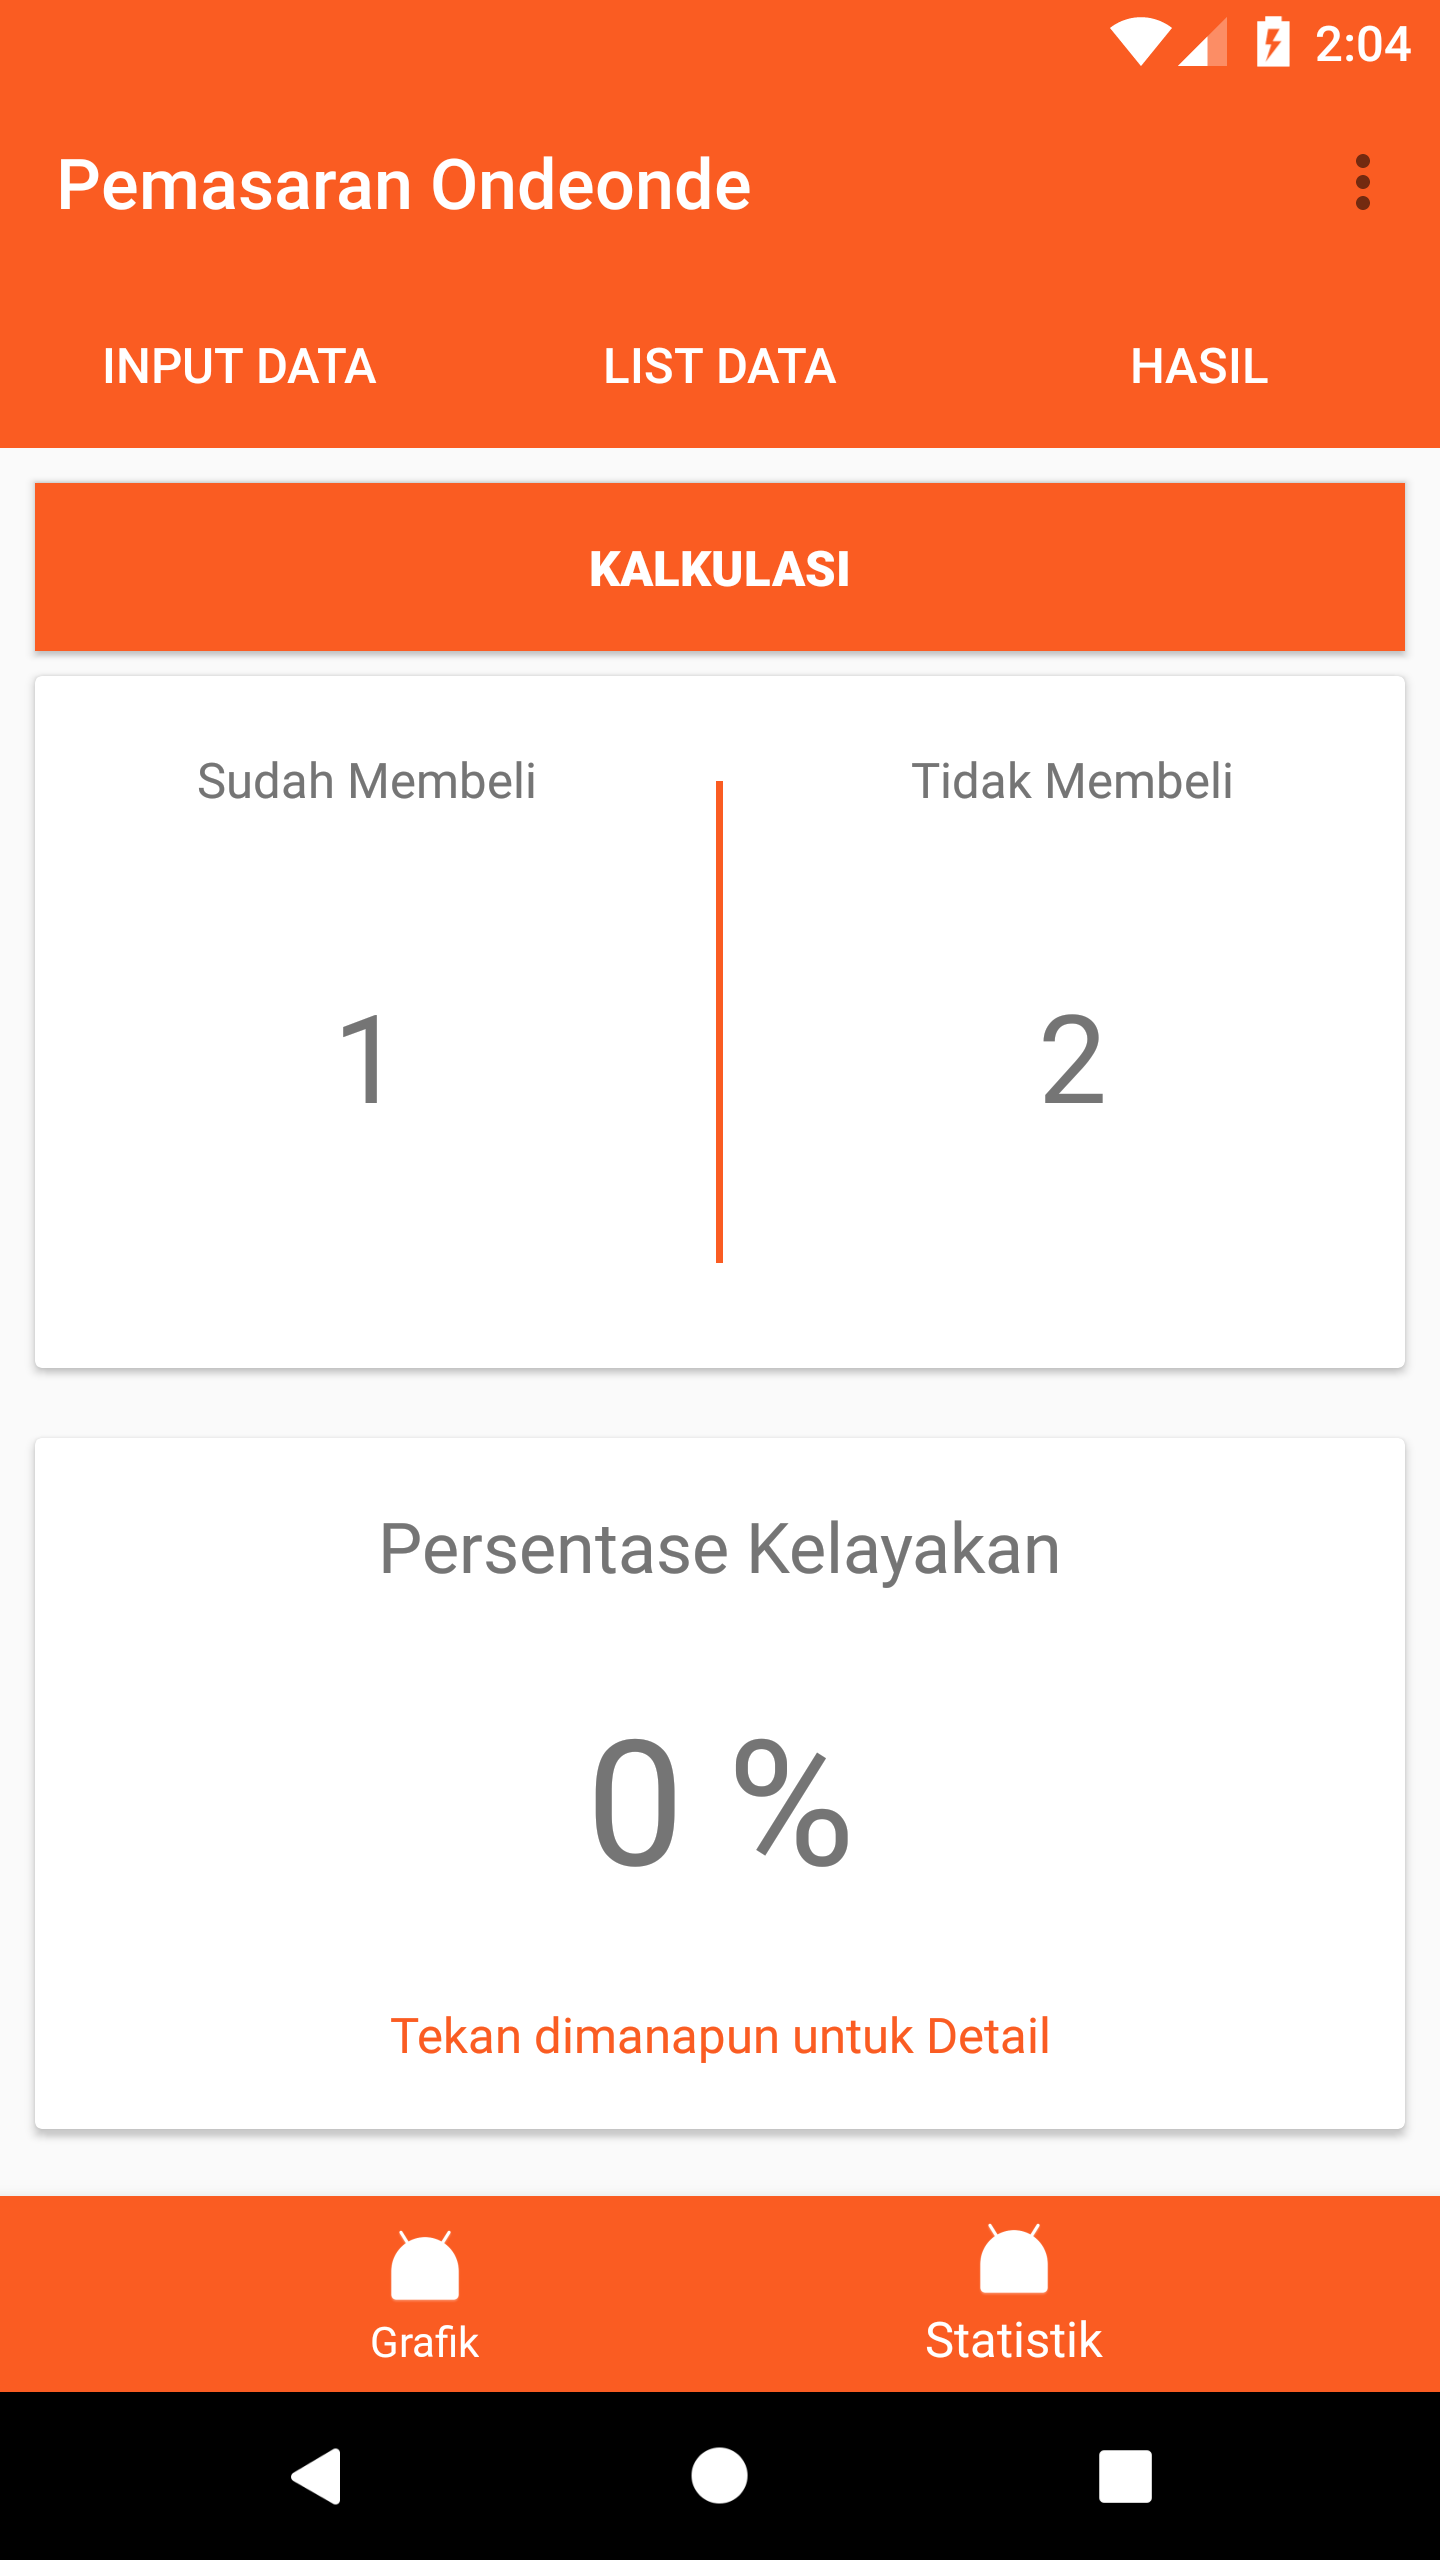 2:04
Pemasaran Ondeonde
INPUT DATA
LIST DATA
HASIL
KALKULASI
Sudah Membeli
Tidak Membeli
1
2
Persentase Kelayakan
0 %
Tekan dimanapun untuk Detail
Grafik
Statistik